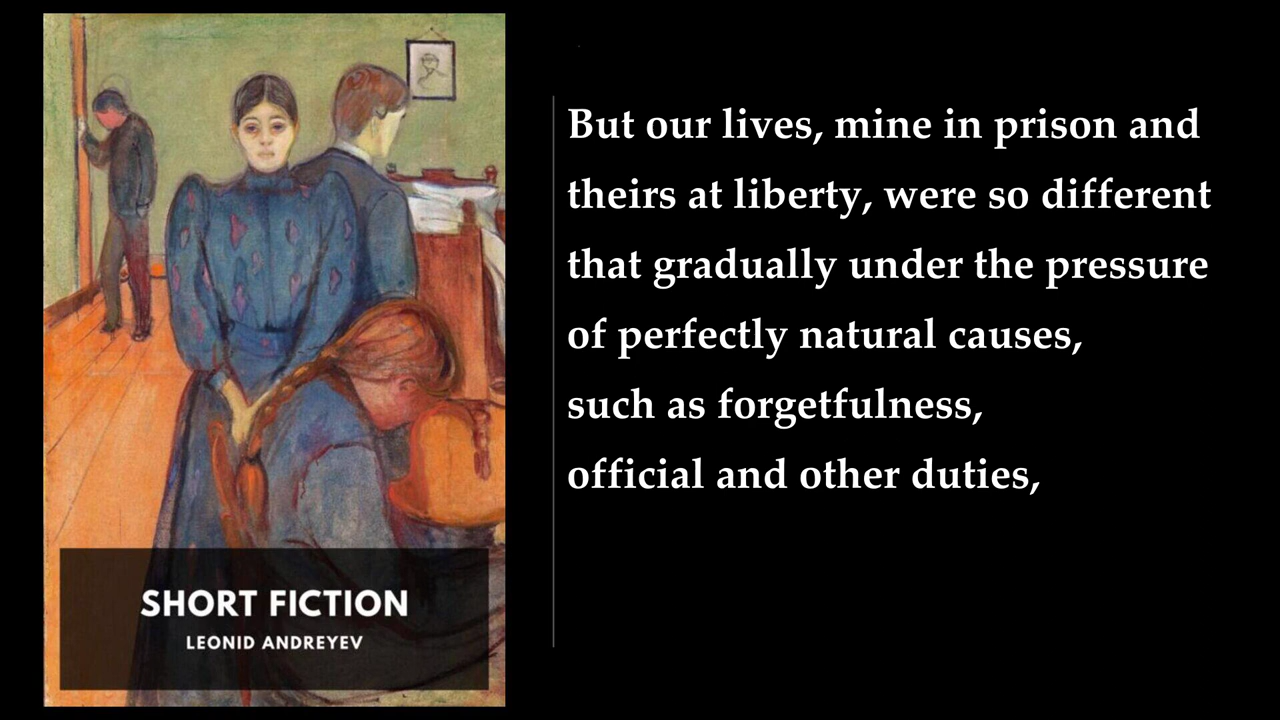 SHORT FICTION
LEONID ANDREYEV
But our lives, mine in prison and
theirs at liberty, were so different
that gradually under the pressure
of perfectly natural causes,
such as forgetfulness,
official and other duties,